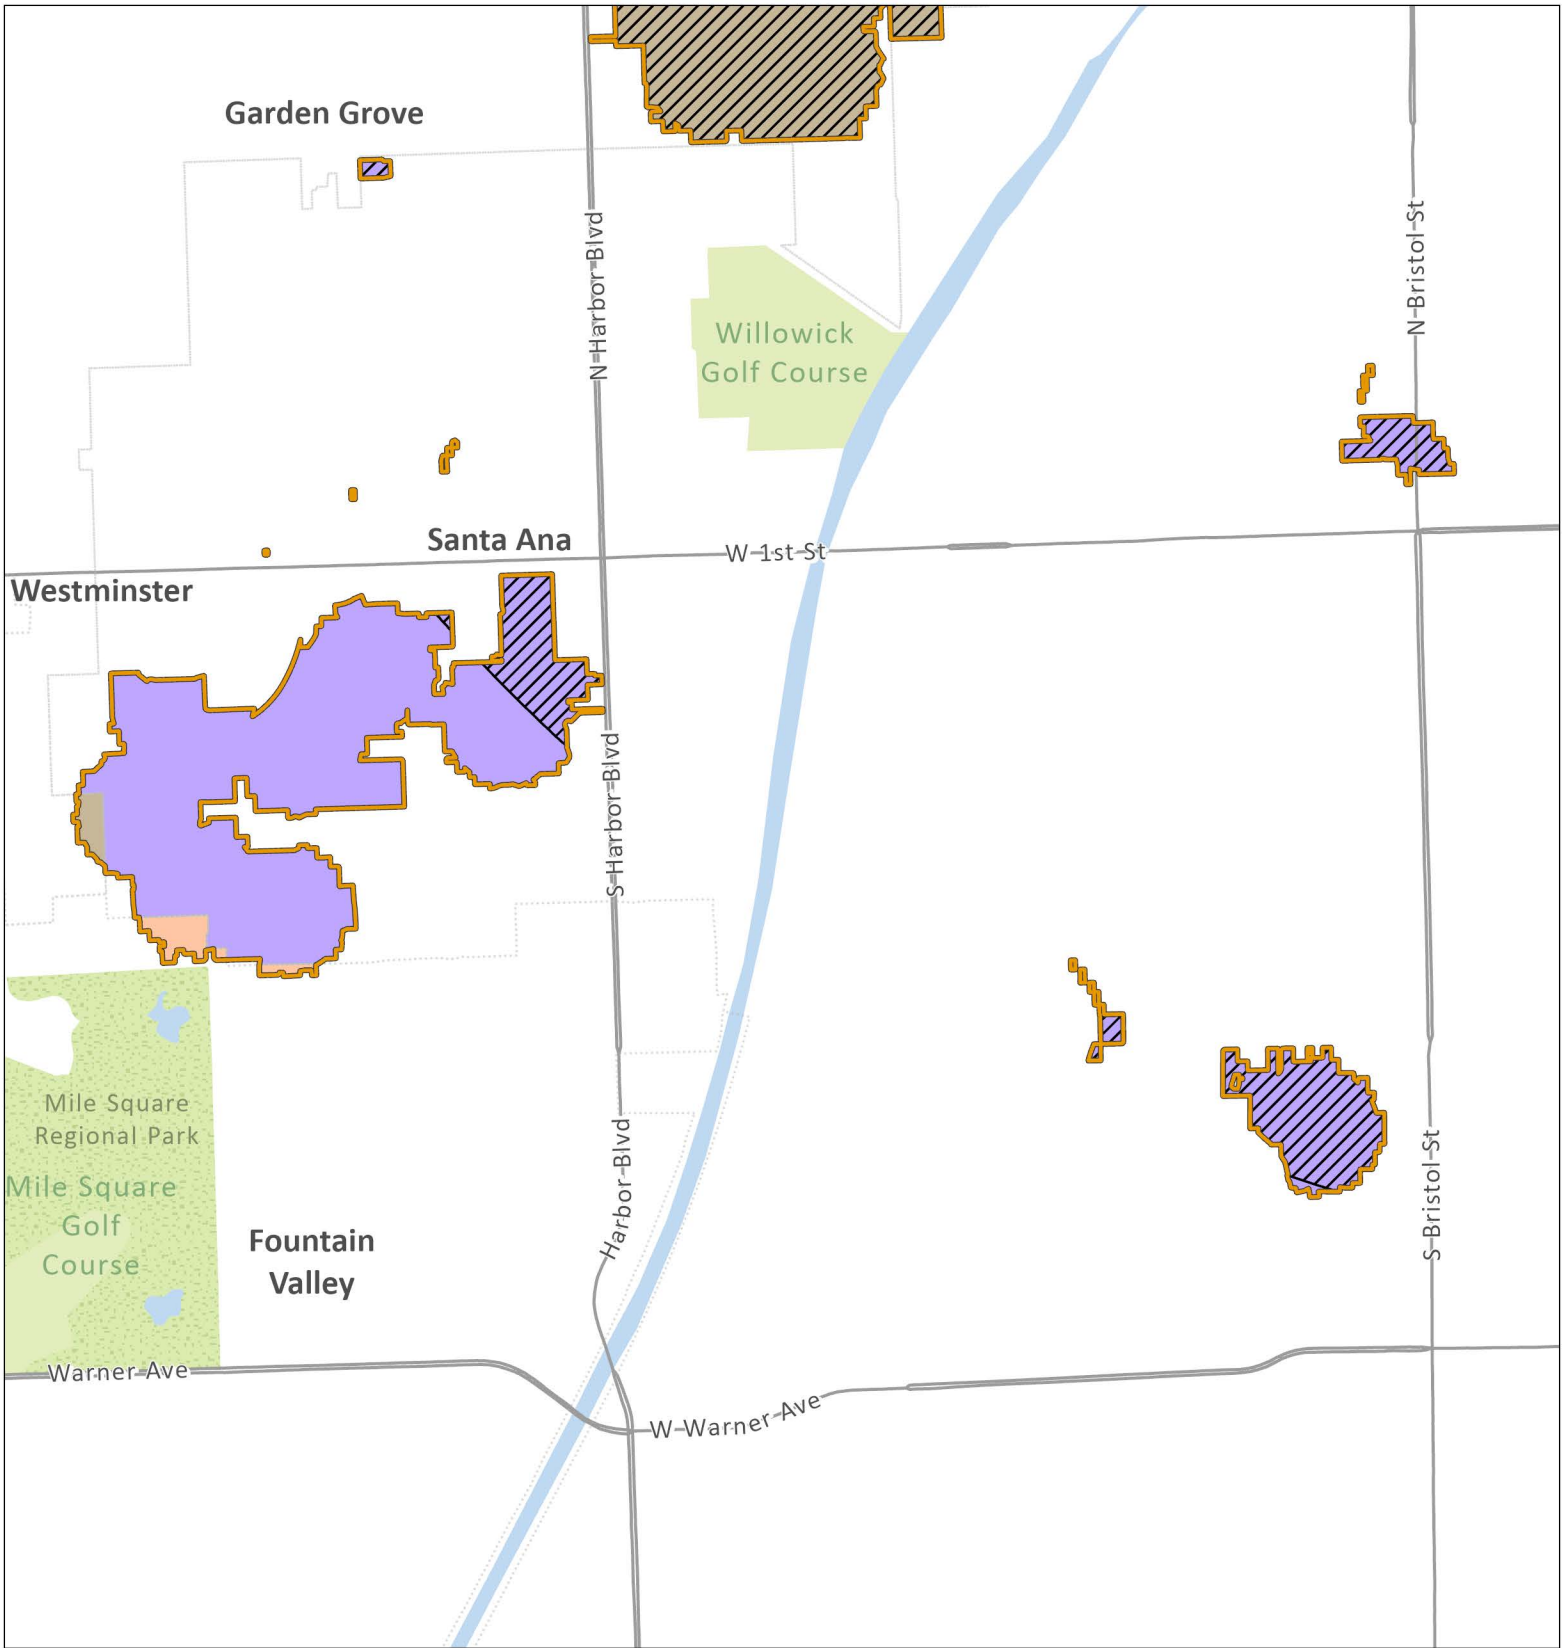 Garden Grove
N Harbor Blvd
N Bristol St
Willowick
Golf Course
Santa Ana
W 1st St
Westminster
S Harbor Blvd
Mile Square
Regional Park
Mile Square
Golf
Course
Harbor Blvd
S Bristol St
Fountain
Valley
Warner Ave
W Warner Ave